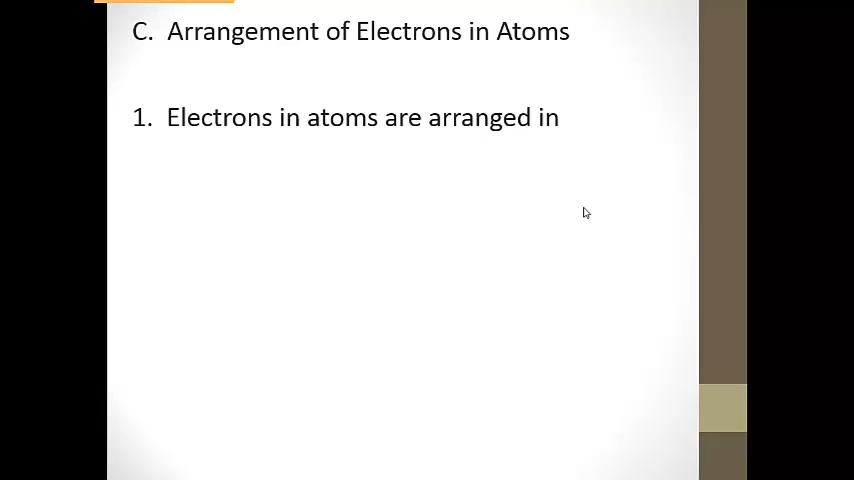 C. Arrangement of Electrons in Atoms
1. Electrons in atoms are arranged in